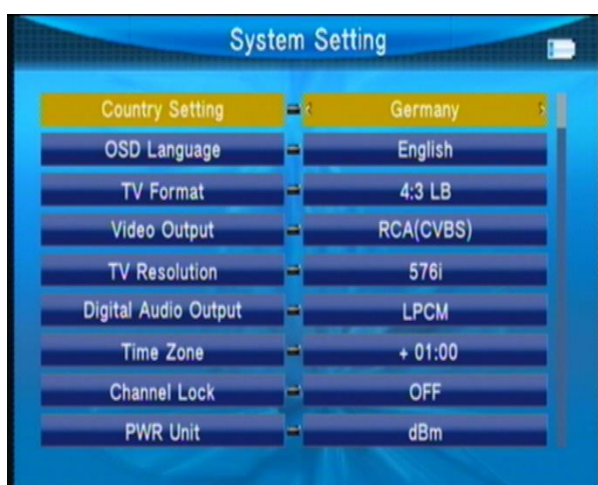 System Setting
Country Setting Germany
OSD Language English
TV Format 4:3 LB
Video Output RCA(CVBS)
TV Resolution 576i
Digital Audio Output LPCM
Time Zone + 01:00
Channel Lock OFF
PWR Unit dBm